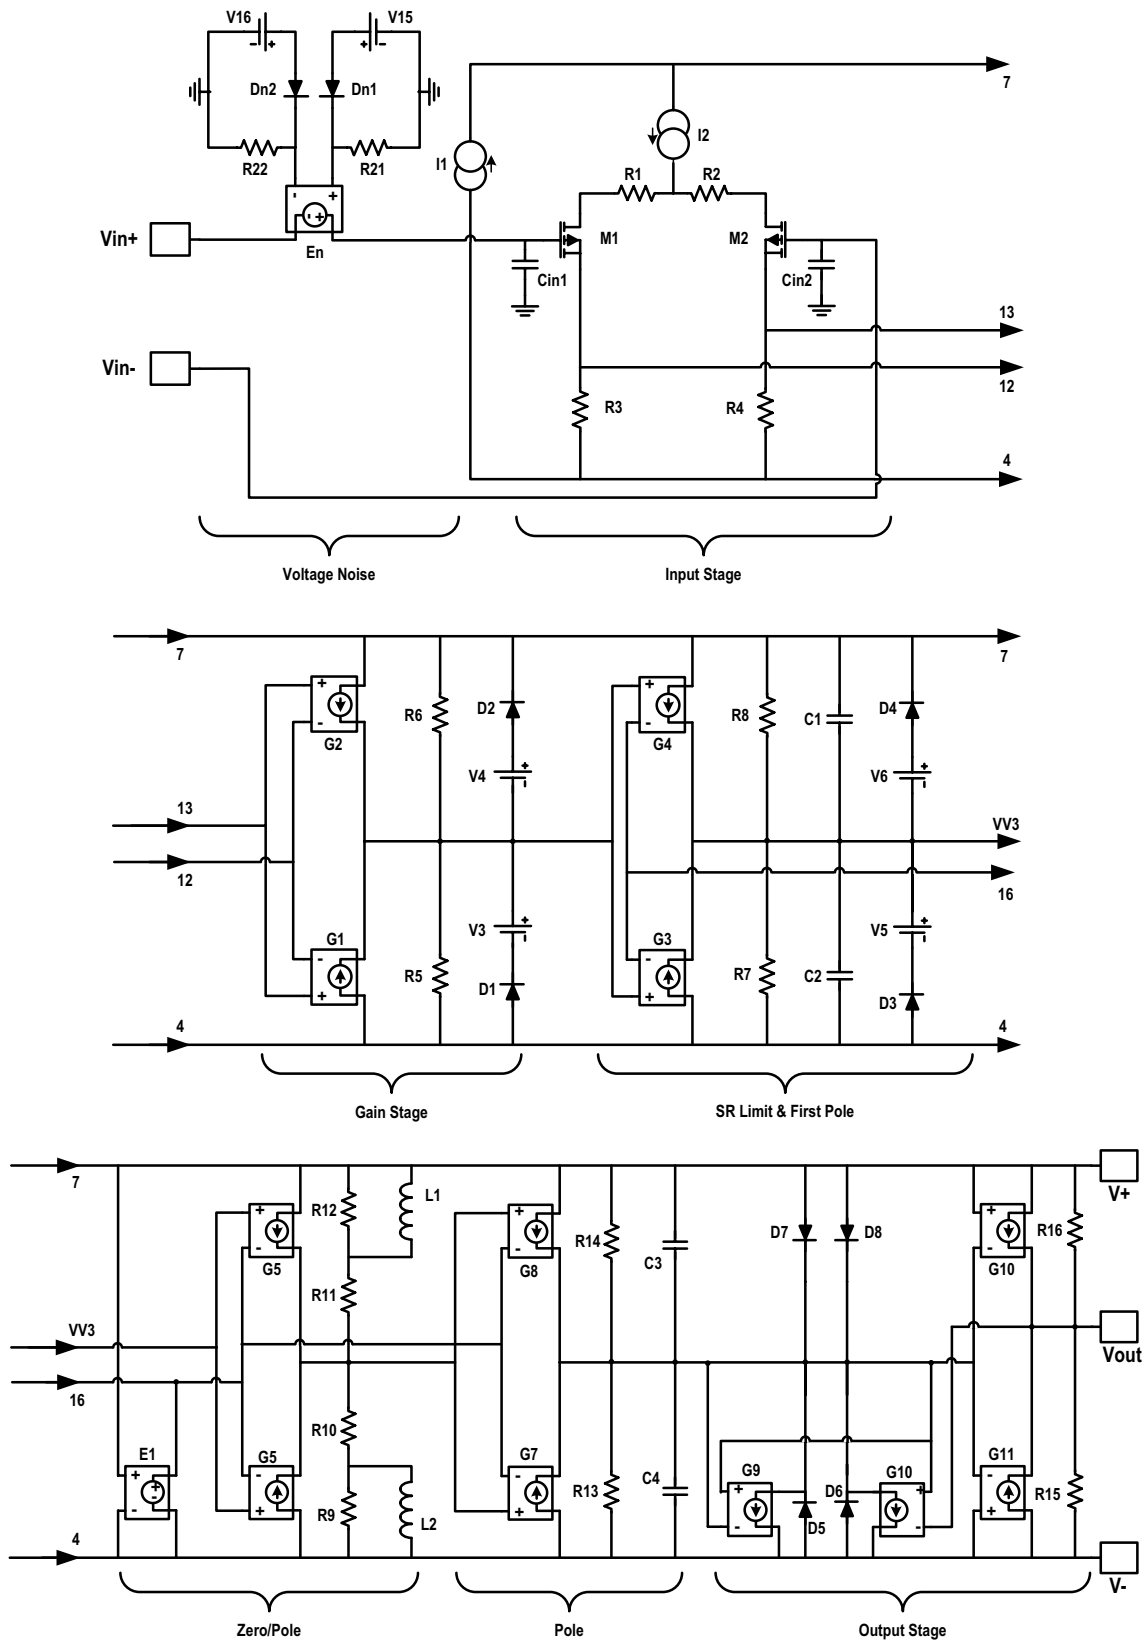 V16
V15
- +
+ -
Dn2
Dn1
R22
R21
- +
- +
En
Vin+
Vin-
I1
I2
7
R1
R2
M1
M2
Cin1
Cin2
13
12
R3
R4
4
Voltage Noise
Input Stage
7
7
+
-
G2
R6
D2
V4
+
-
+
-
G4
R8
C1
D4
V6
+
-
13
12
VV3
16
G1
-
+
R5
V3
+
-
D1
G3
-
+
R7
C2
V5
+
-
D3
4
4
Gain Stage
SR Limit & First Pole
7
V+
+
-
G5
R12
L1
R11
+
-
G8
R14
C3
D7
D8
+
-
G10
R16
VV3
16
Vout
E1
+
-
+
-
G5
-
+
R10
R9
L2
G7
-
+
R13
C4
G9
+
-
D5
D6
G10
+
-
G11
-
+
R15
4
V-
Zero/Pole
Pole
Output Stage